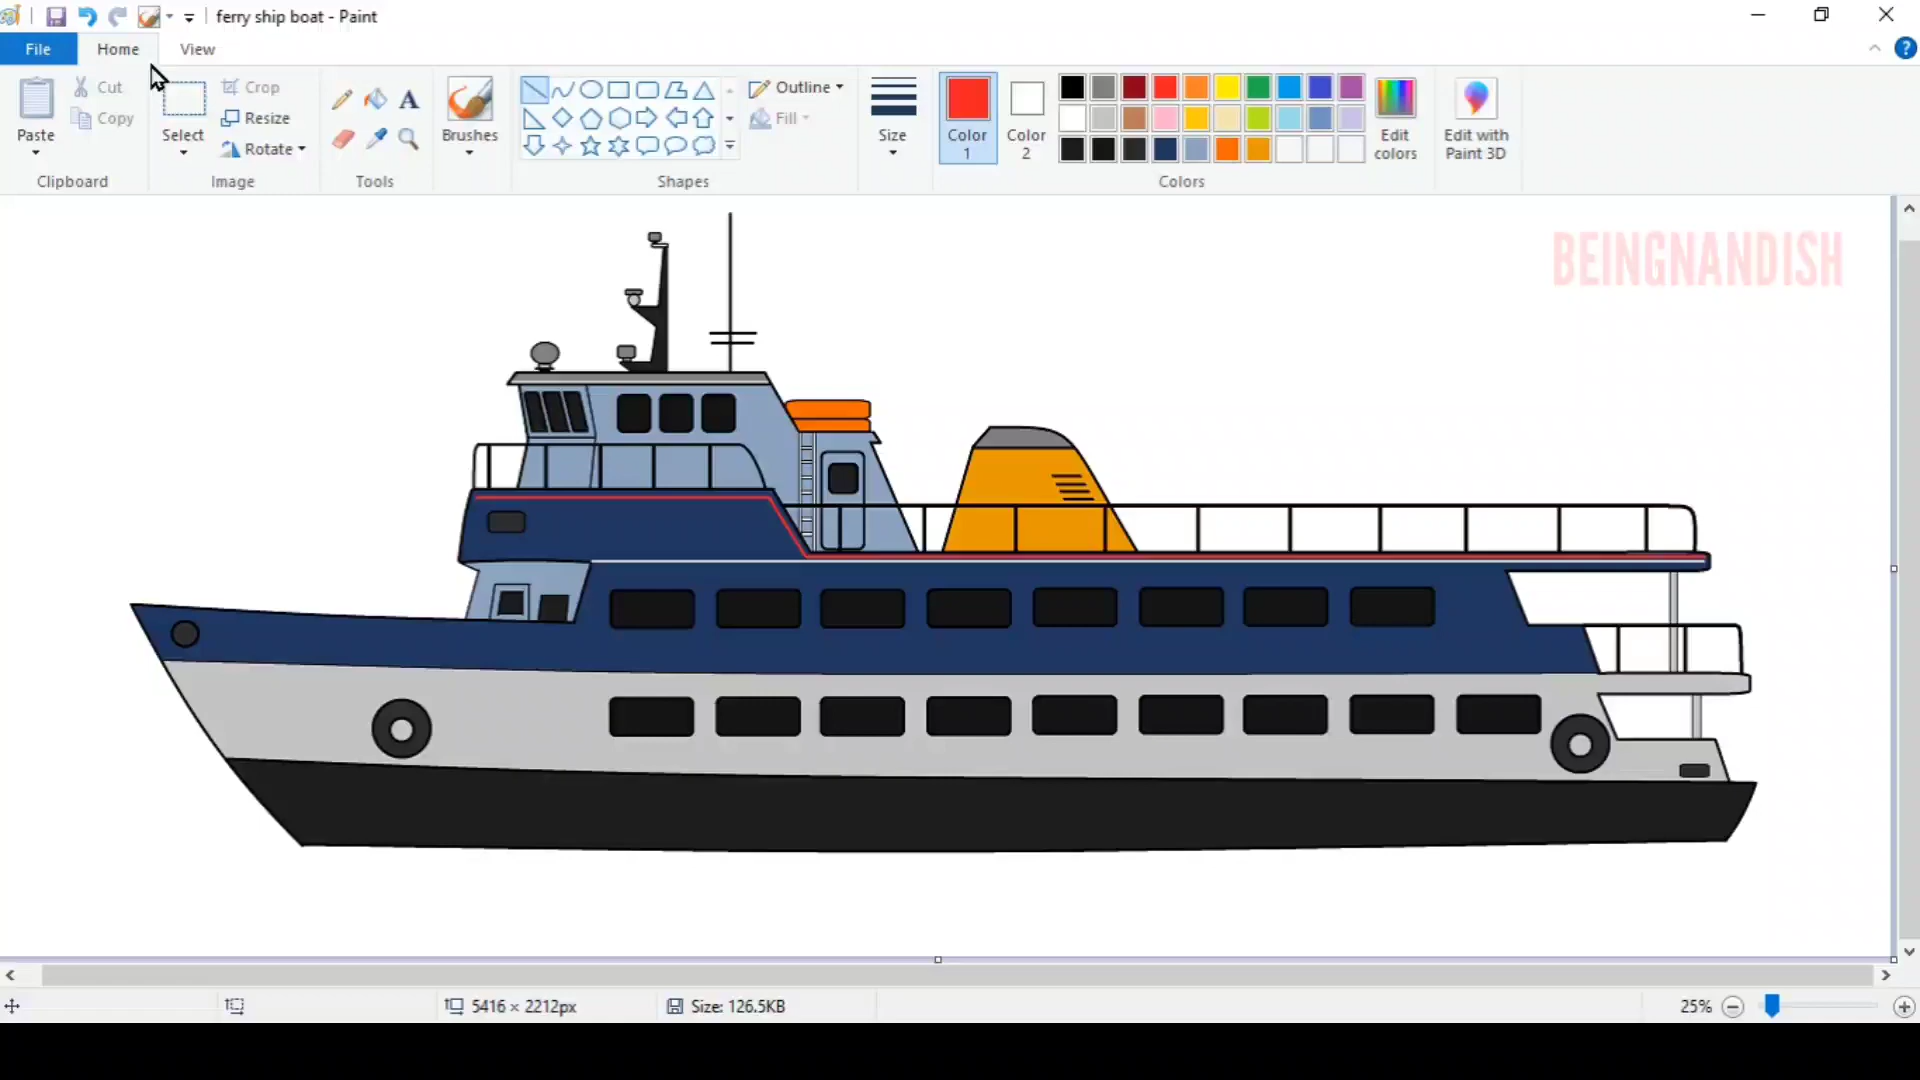 ferry ship boat - Paint
File Home View
Cut
Copy
Paste
Clipboard
Crop
Resize
Rotate
Select
Image
A
Tools
Brushes
Shapes
Outline
Fill
Size
Color 1
Color 2
Edit colors
Edit with Paint 3D
Colors
BEINGNANDISH
5416 × 2212px
Size: 126.5KB
25%